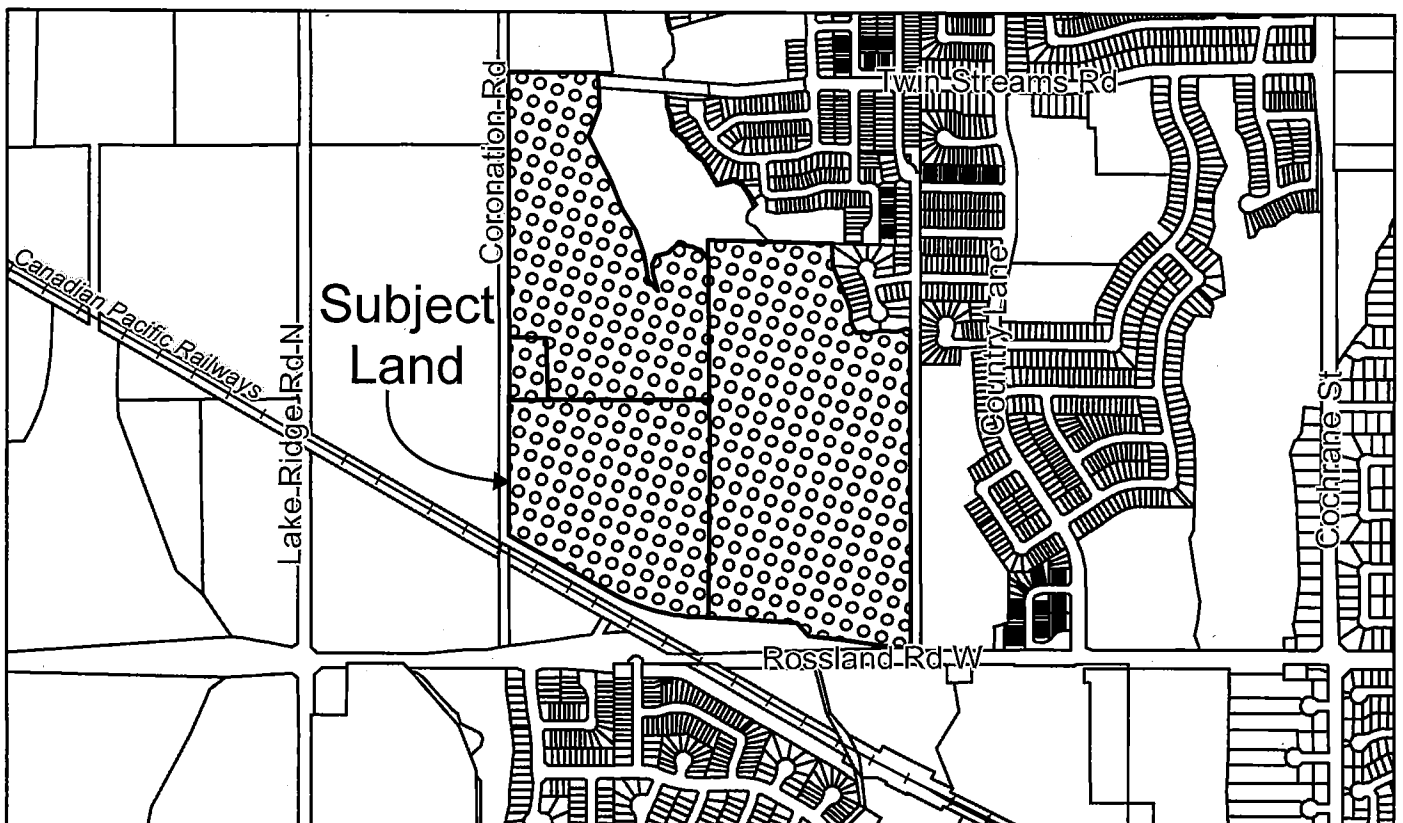 Twin Streams Rd
Coronation Rd
Canadian Pacific Railways
Subject
Land
Lake Ridge Rd N
Country Lane
Cochrane St
Rossland Rd W